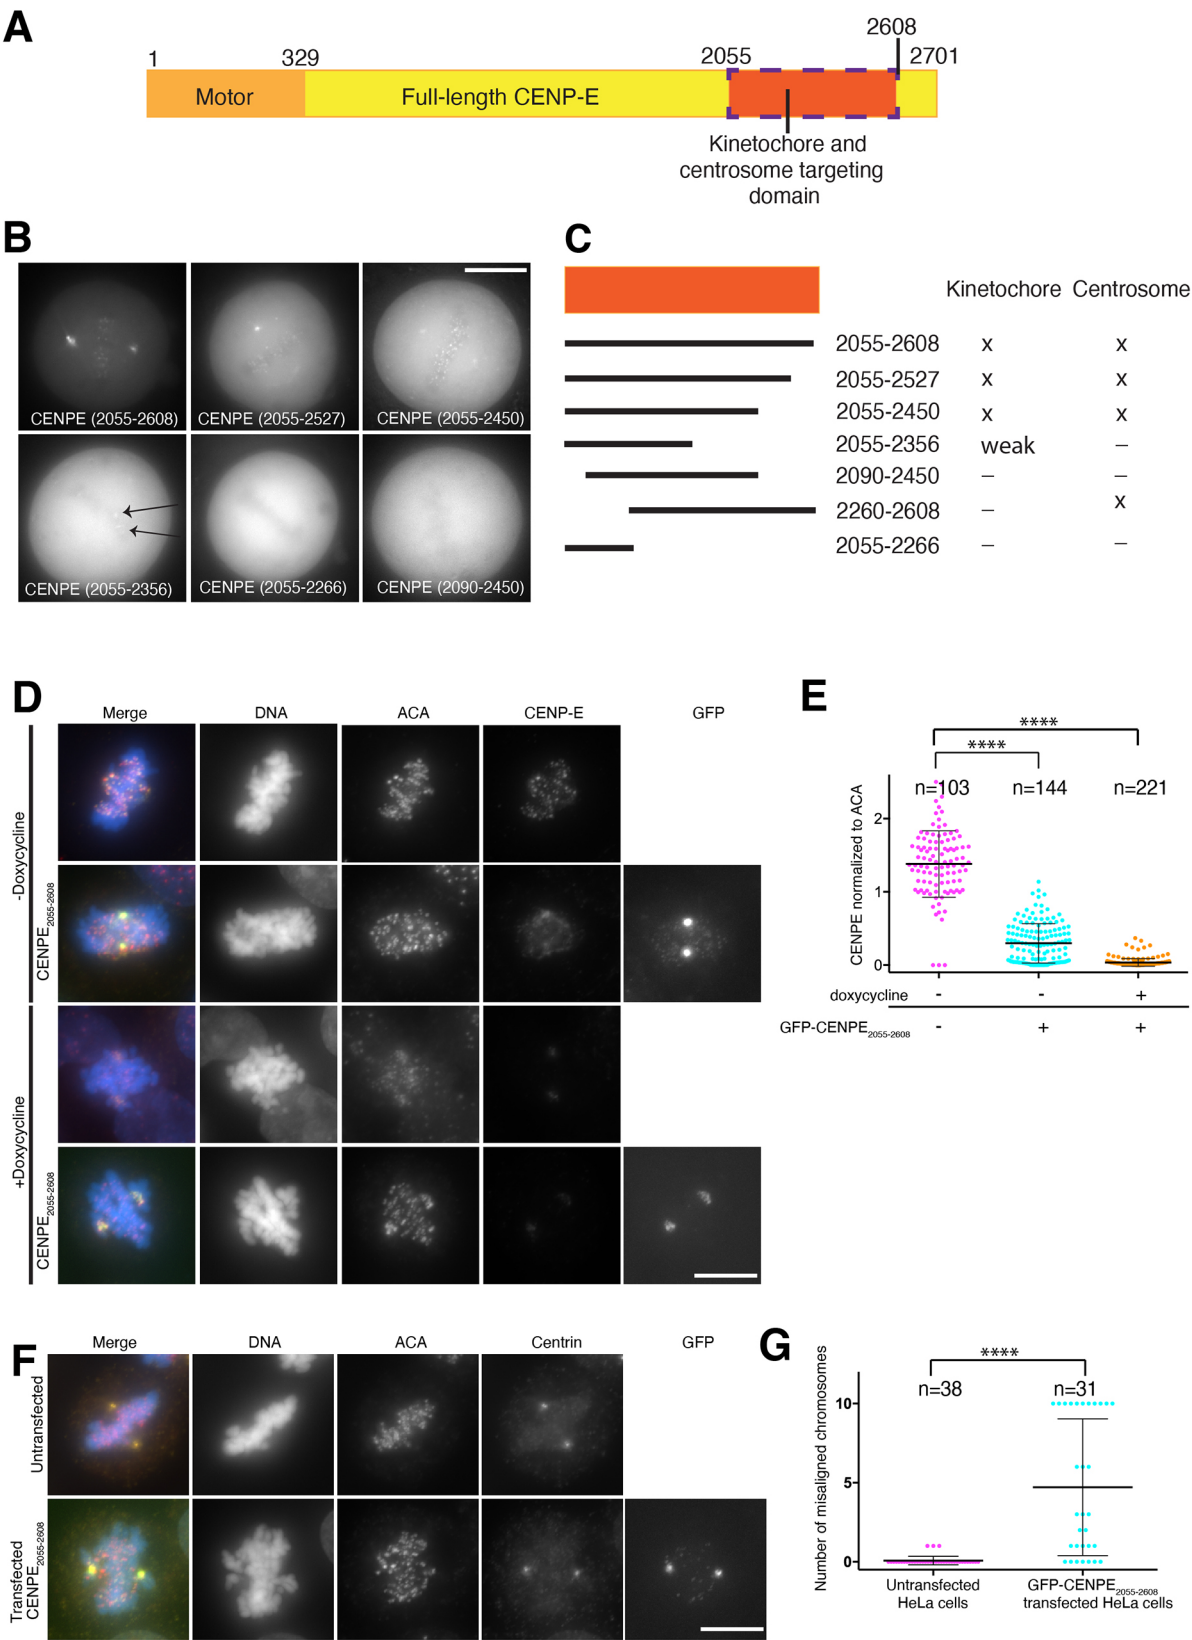 A
1
329
2055
2608
2701
Motor
Full-length CENP-E
Kinetochore and
centrosome targeting
domain
B
CENPE (2055-2608)
CENPE (2055-2527)
CENPE (2055-2450)
CENPE (2055-2356)
CENPE (2055-2266)
CENPE (2090-2450)
C
Kinetochore Centrosome
2055-2608 x x
2055-2527 x x
2055-2450 x x
2055-2356 weak –
2090-2450 – –
2260-2608 – x
2055-2266 – –
D
Merge DNA ACA CENP-E GFP
-Doxycycline
CENPE2055-2608
+Doxycycline
CENPE2055-2608
E
****
****
n=103 n=144 n=221
CENPE normalized to ACA
2
1
0
doxycycline - - +
GFP-CENPE2055-2608 - + +
F
Merge DNA ACA Centrin GFP
Untransfected
Transfected
CENPE2055-2608
G
****
n=38 n=31
Number of misaligned chromosomes
10
5
0
Untransfected
HeLa cells
GFP-CENPE2055-2608
transfected HeLa cells